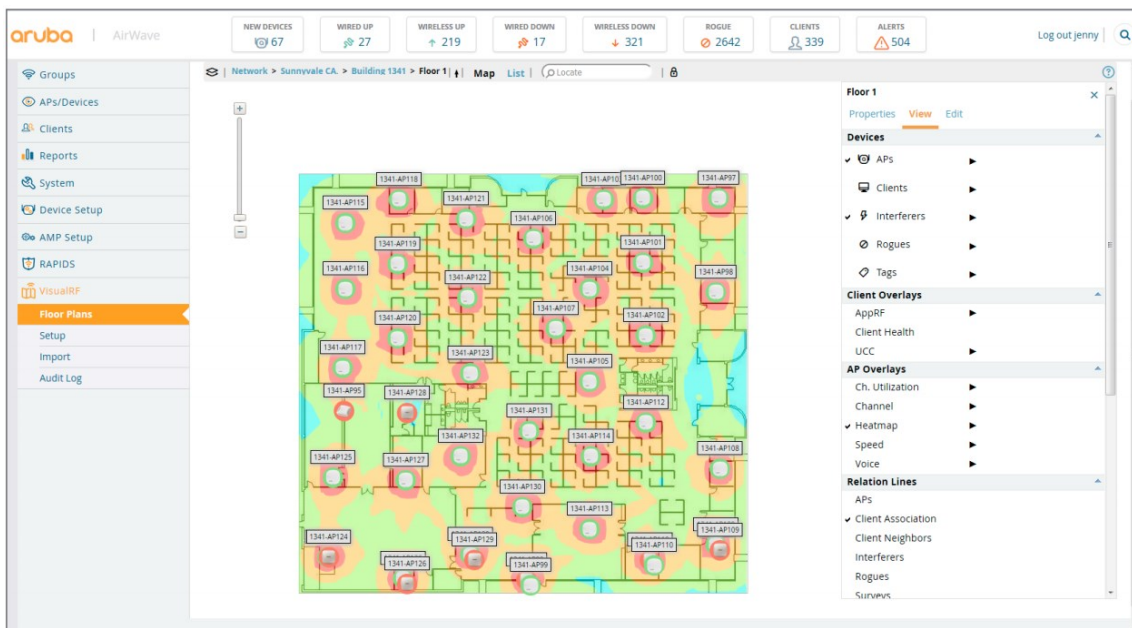 NEW DEVICES
67
WIRED UP
27
WIRELESS UP
219
WIRED DOWN
17
WIRELESS DOWN
321
ROGUE
2642
CLIENTS
339
ALERTS
504
aruba | AirWave
Log out jenny
Groups
APs/Devices
Clients
Reports
System
Device Setup
AMP Setup
RAPIDS
VisualRF
Floor Plans
Setup
Import
Audit Log
Network > Sunnyvale CA. > Building 1341 > Floor 1 | Map List | Locate
1341-AP118
1341-AP100
1341-AP97
1341-AP115
1341-AP121
1341-AP106
1341-AP119
1341-AP101
1341-AP116
1341-AP122
1341-AP104
1341-AP98
1341-AP120
1341-AP107
1341-AP102
1341-AP117
1341-AP123
1341-AP105
1341-AP95
1341-AP128
1341-AP131
1341-AP112
1341-AP132
1341-AP114
1341-AP125
1341-AP127
1341-AP108
1341-AP130
1341-AP113
1341-AP124
1341-AP129
1341-AP109
1341-AP126
1341-AP99
1341-AP110
Floor 1
Properties View Edit
Devices
APs
Clients
Interferers
Rogues
Tags
Client Overlays
AppRF
Client Health
UCC
AP Overlays
Ch. Utilization
Channel
Heatmap
Speed
Voice
Relation Lines
APs
Client Association
Client Neighbors
Interferers
Rogues
Surveys